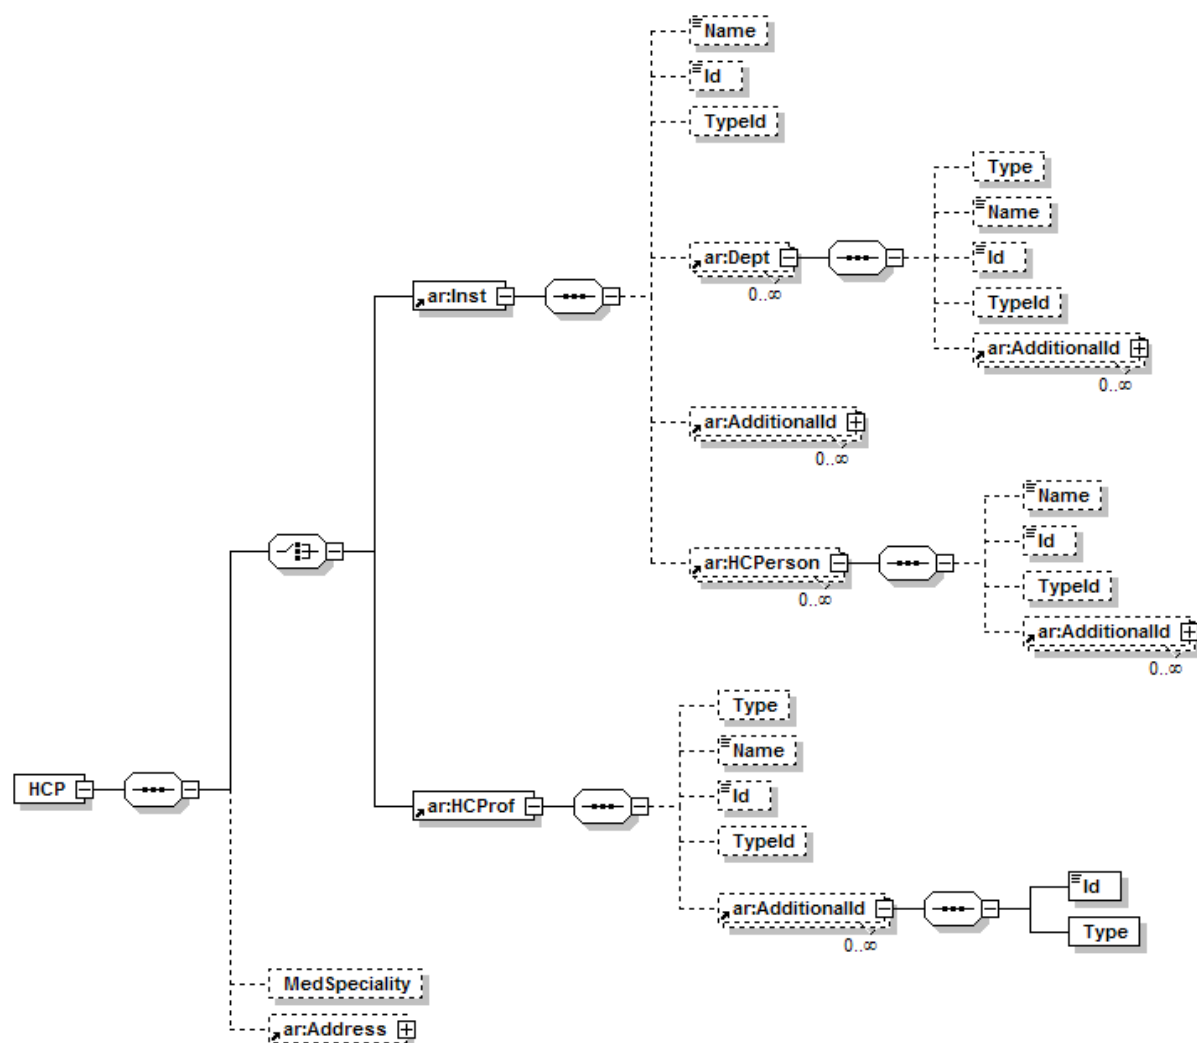 Name
Id
TypeId
Type
Name
ar:Dept
0..∞
Id
ar:Inst
TypeId
ar:AdditionalId
0..∞
ar:AdditionalId
0..∞
Name
Id
ar:HCPerson
0..∞
TypeId
ar:AdditionalId
0..∞
Type
Name
HCP
ar:HCProf
Id
TypeId
Id
ar:AdditionalId
0..∞
Type
MedSpeciality
ar:Address